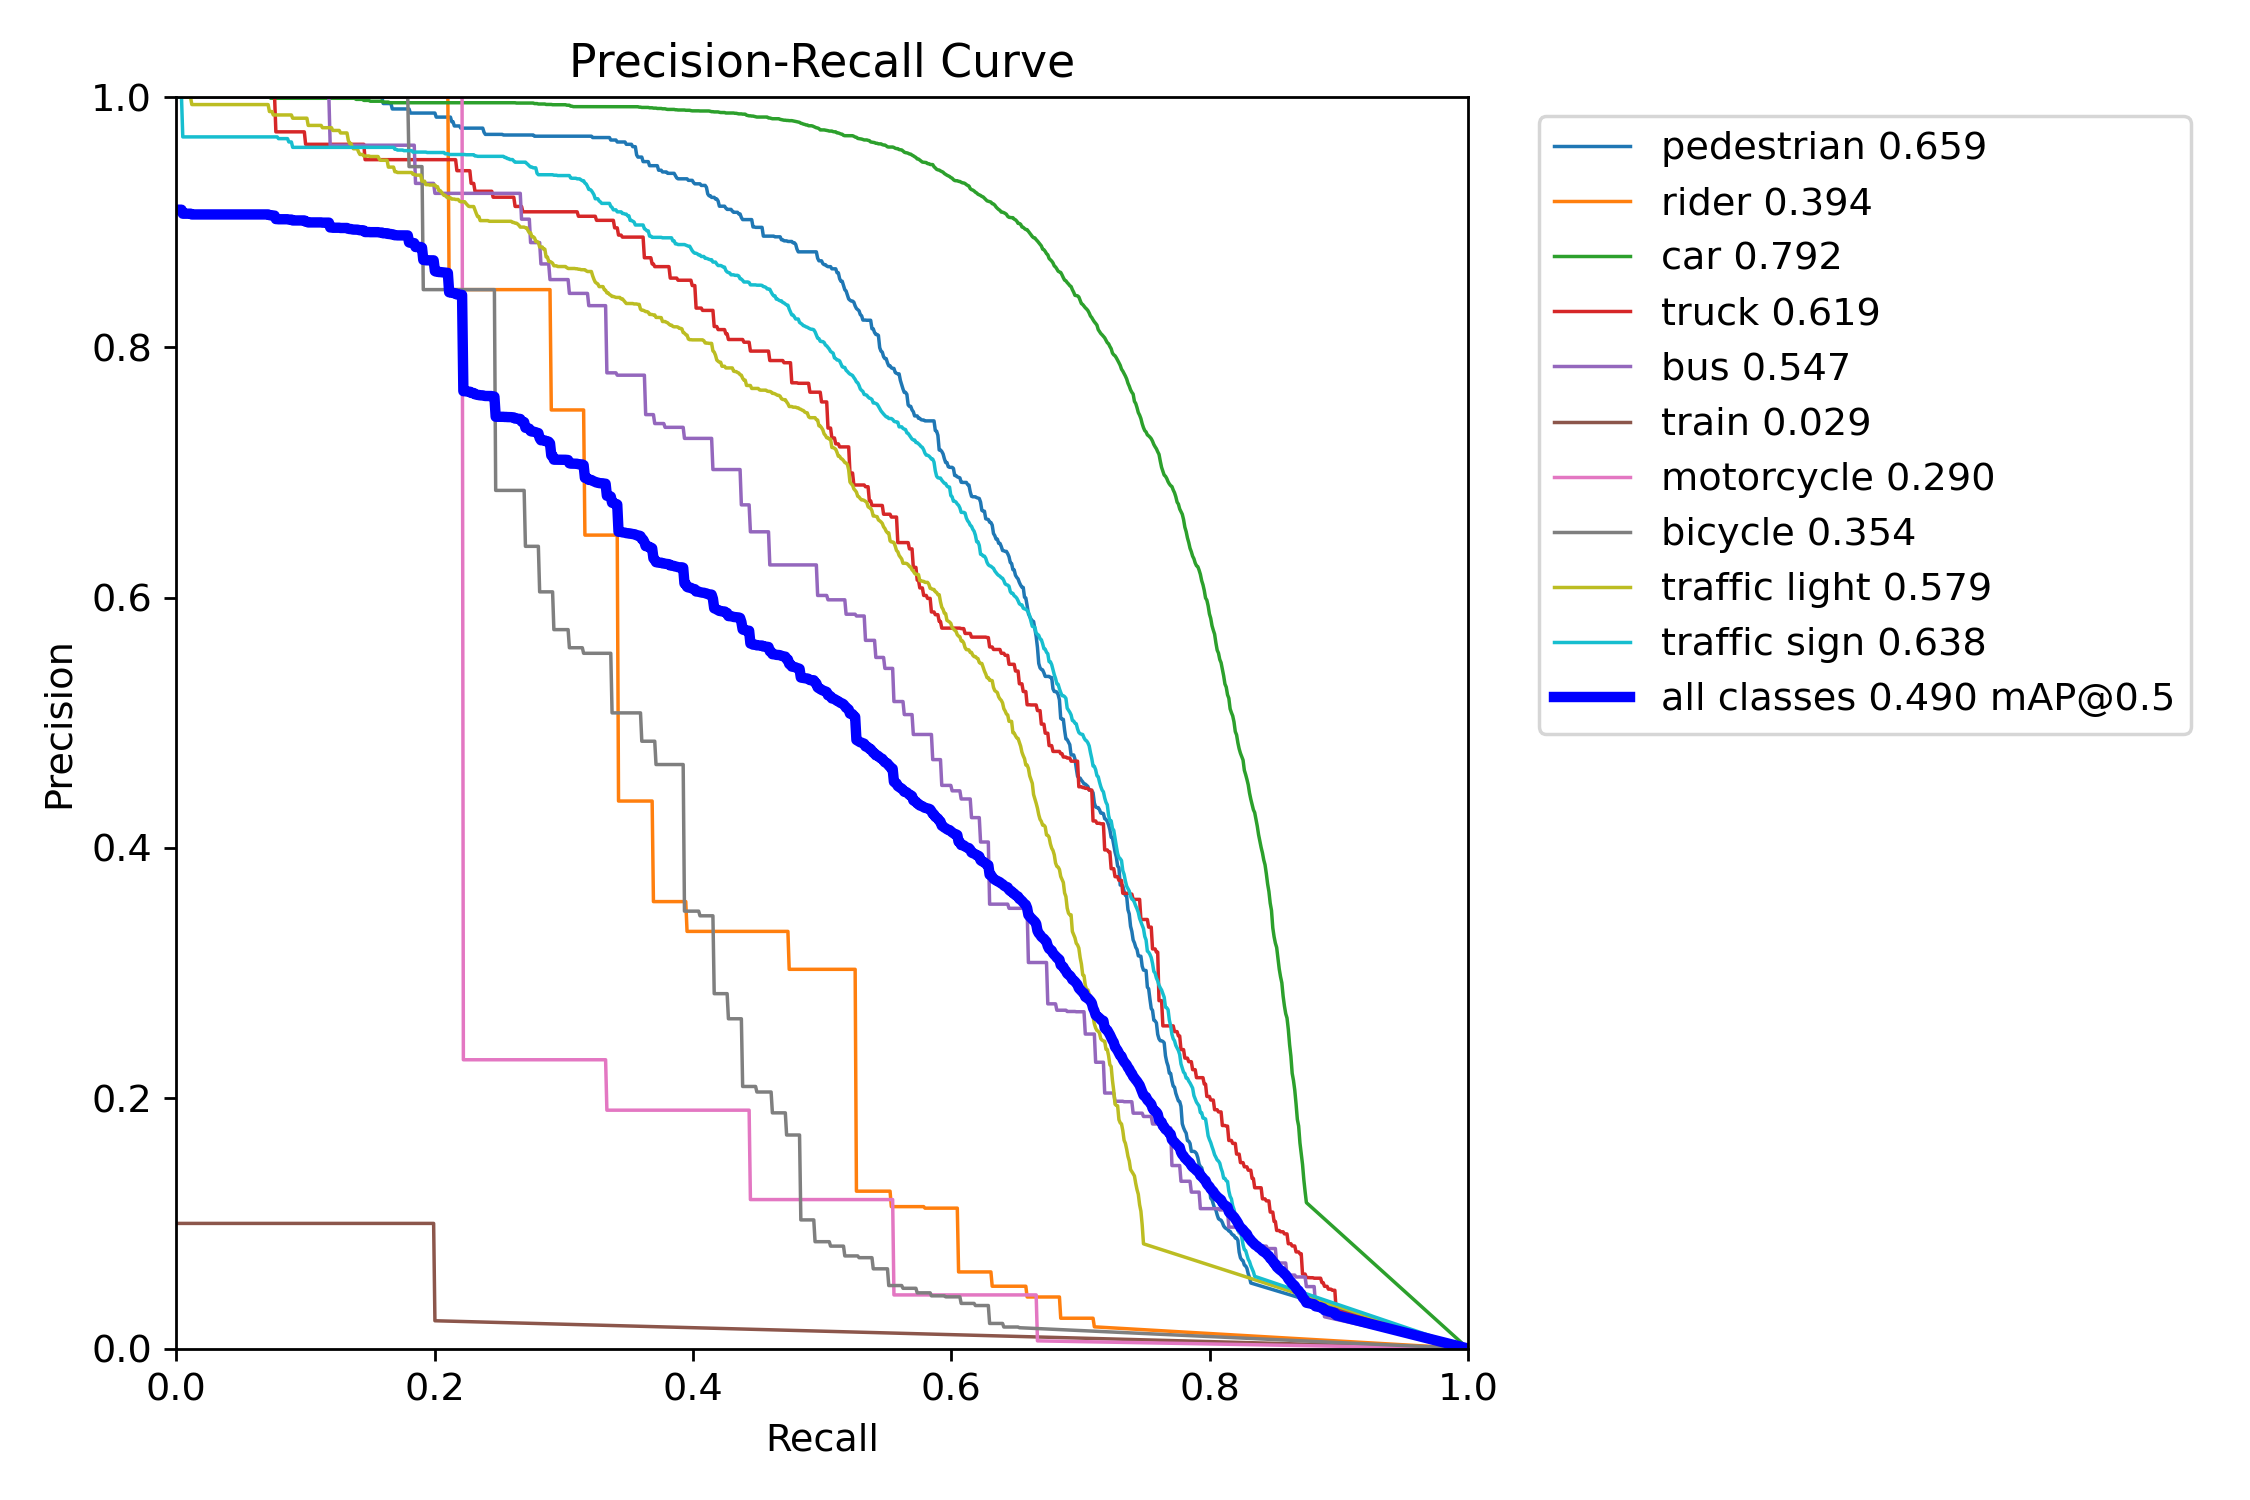 Precision-Recall Curve
1.0
0.8
0.6
0.4
0.2
0.0
Precision
0.0 0.2 0.4 0.6 0.8 1.0
Recall
pedestrian 0.659
rider 0.394
car 0.792
truck 0.619
bus 0.547
train 0.029
motorcycle 0.290
bicycle 0.354
traffic light 0.579
traffic sign 0.638
all classes 0.490 mAP@0.5